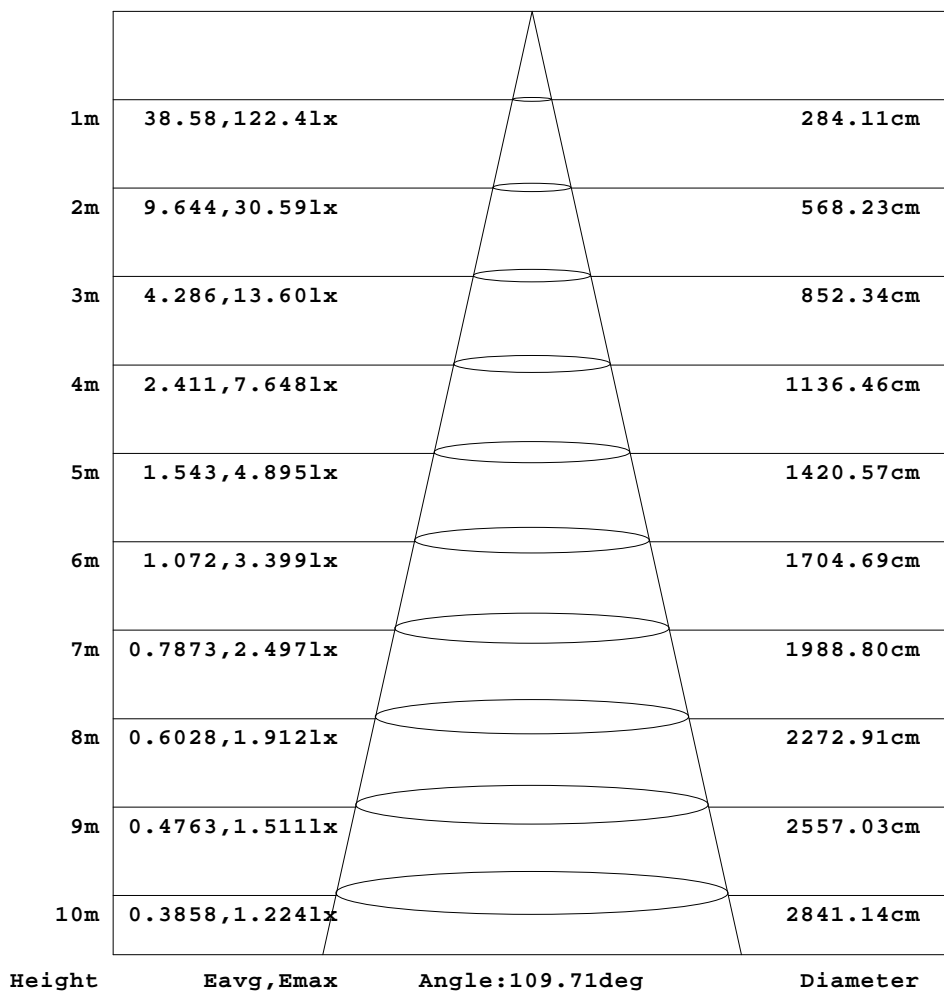 1m 38.58,122.4lx 284.11cm
2m 9.644,30.59lx 568.23cm
3m 4.286,13.60lx 852.34cm
4m 2.411,7.648lx 1136.46cm
5m 1.543,4.895lx 1420.57cm
6m 1.072,3.399lx 1704.69cm
7m 0.7873,2.497lx 1988.80cm
8m 0.6028,1.912lx 2272.91cm
9m 0.4763,1.511lx 2557.03cm
10m 0.3858,1.224lx 2841.14cm
Height Eavg,Emax Angle:109.71deg Diameter